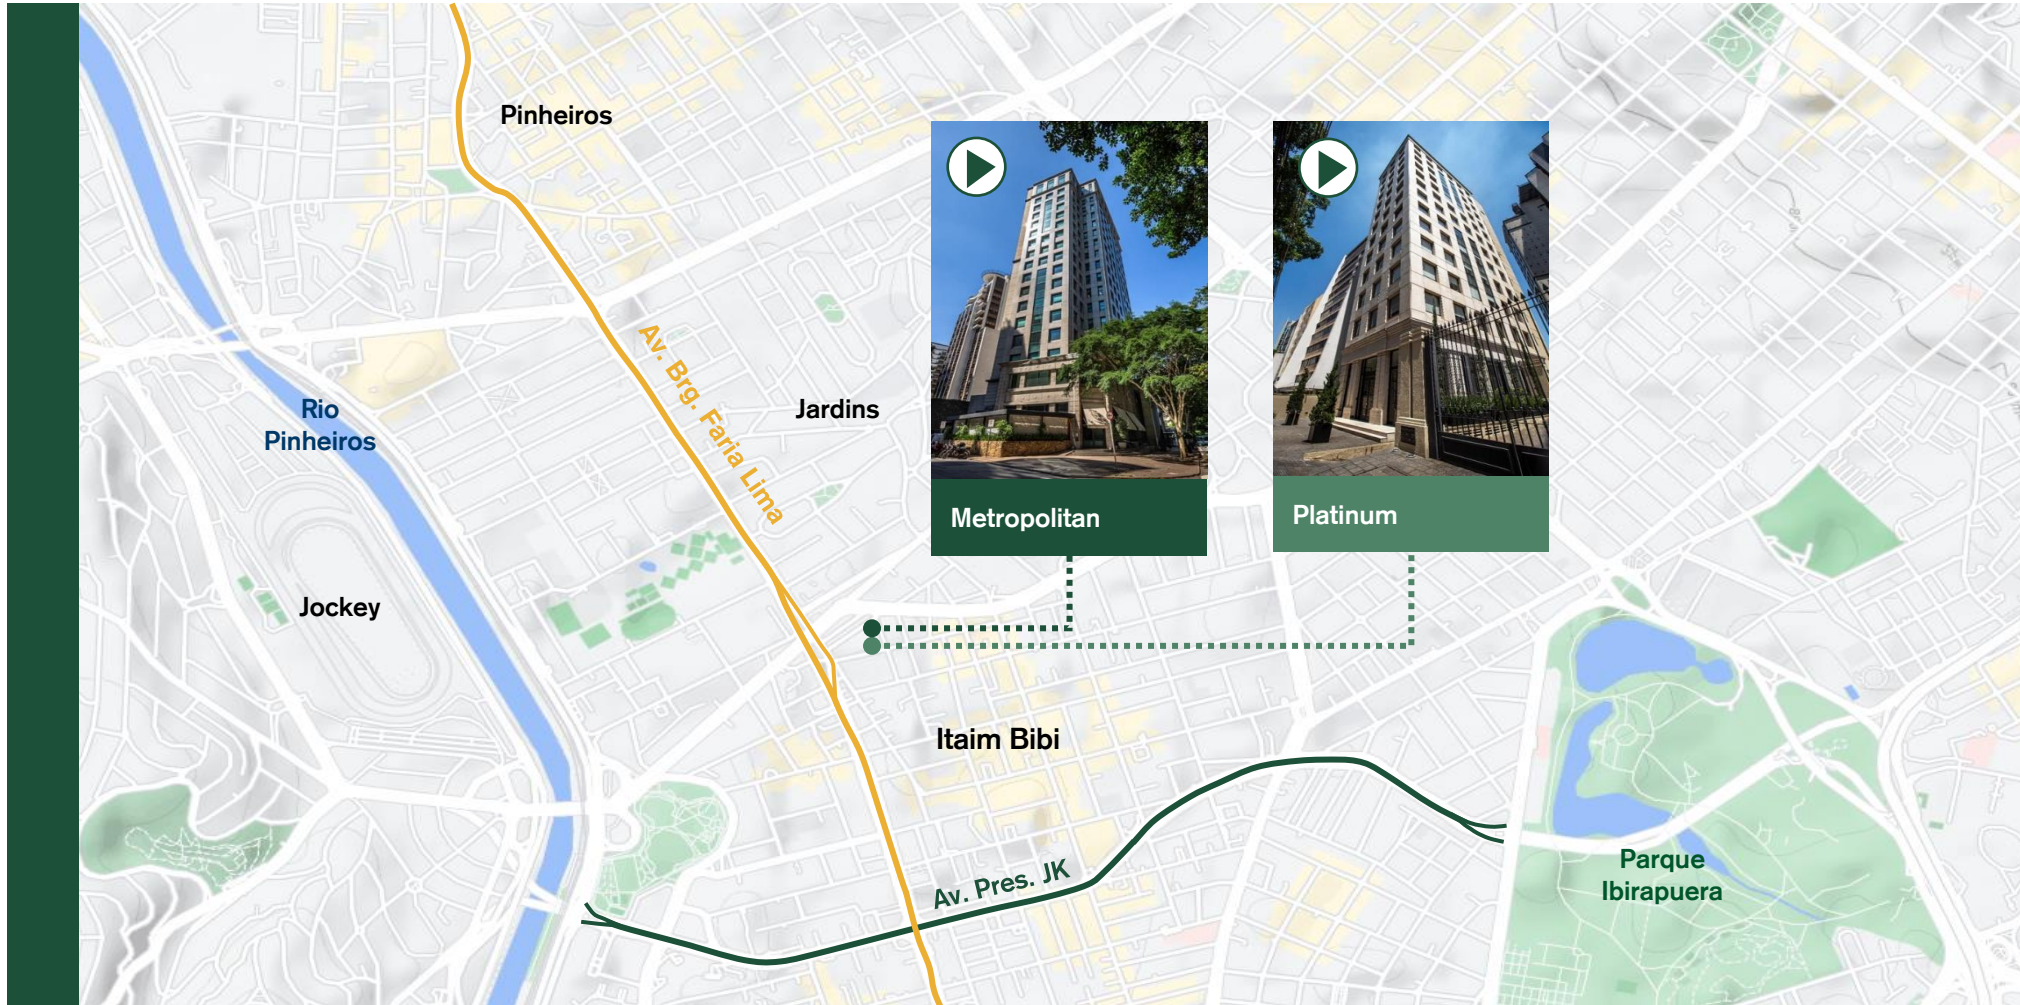 Pinheiros
Av. Brg. Faria Lima
Rio
Pinheiros
Jardins
Metropolitan
Platinum
Jockey
Itaim Bibi
Av. Pres. JK
Parque
Ibirapuera